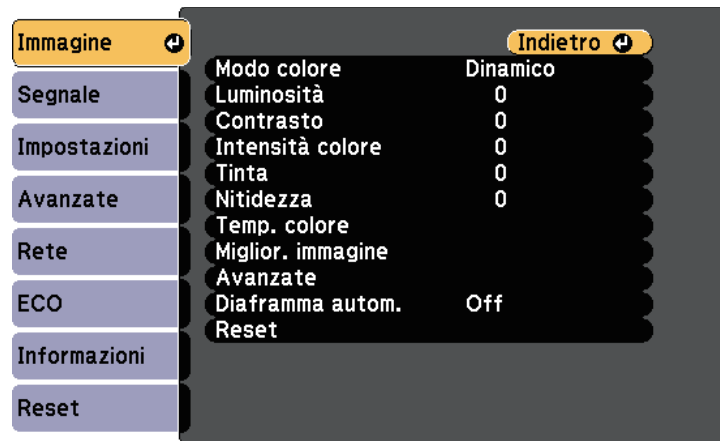 Immagine
Segnale
Impostazioni
Avanzate
Rete
ECO
Informazioni
Reset
Indietro
Modo colore Dinamico
Luminosità 0
Contrasto 0
Intensità colore 0
Tinta 0
Nitidezza 0
Temp. colore
Miglior. immagine
Avanzate
Diaframma autom. Off
Reset